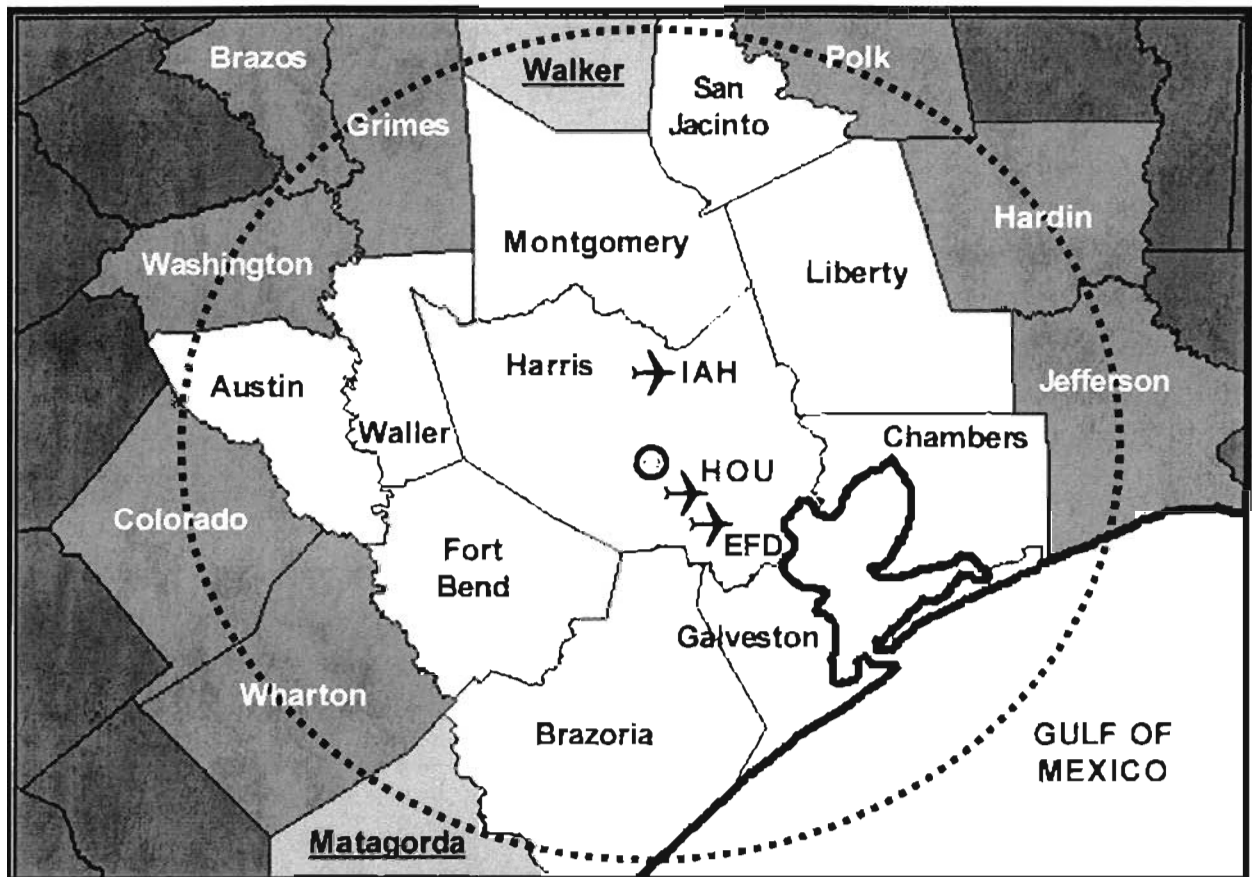 Brazos
Walker
Polk
San
Jacinto
Grimes
Hardin
Montgomery
Washington
Liberty
Harris
IAH
Austin
Jefferson
Waller
Chambers
HOU
Colorado
EFD
Fort
Bend
Galveston
Wharton
Brazoria
GULF OF
MEXICO
Matagorda